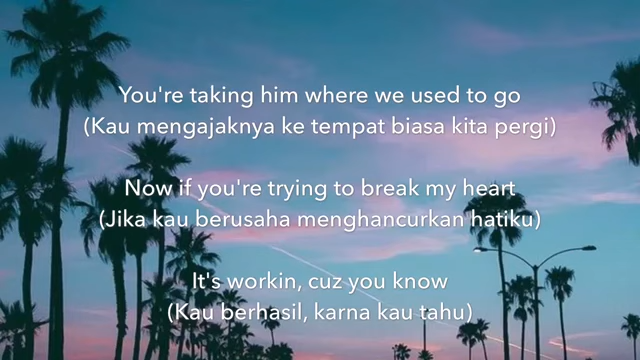 You're taking him where we used to go
(Kau mengajaknya ke tempat biasa kita pergi)
Now if you're trying to break my heart
(Jika kau berusaha menghancurkan hatiku)
It's workin, cuz you know
(Kau berhasil, karna kau tahu)